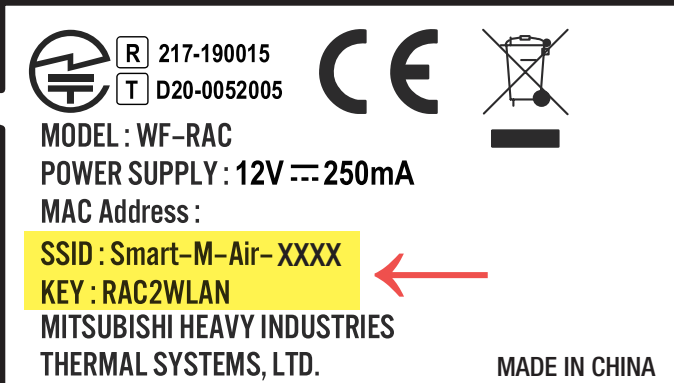 R 217-190015
T D20-0052005
CE
MODEL : WF-RAC
POWER SUPPLY : 12V ⎓ 250mA
MAC Address :
SSID : Smart-M-Air-XXXX
KEY : RAC2WLAN
MITSUBISHI HEAVY INDUSTRIES
THERMAL SYSTEMS, LTD.
MADE IN CHINA